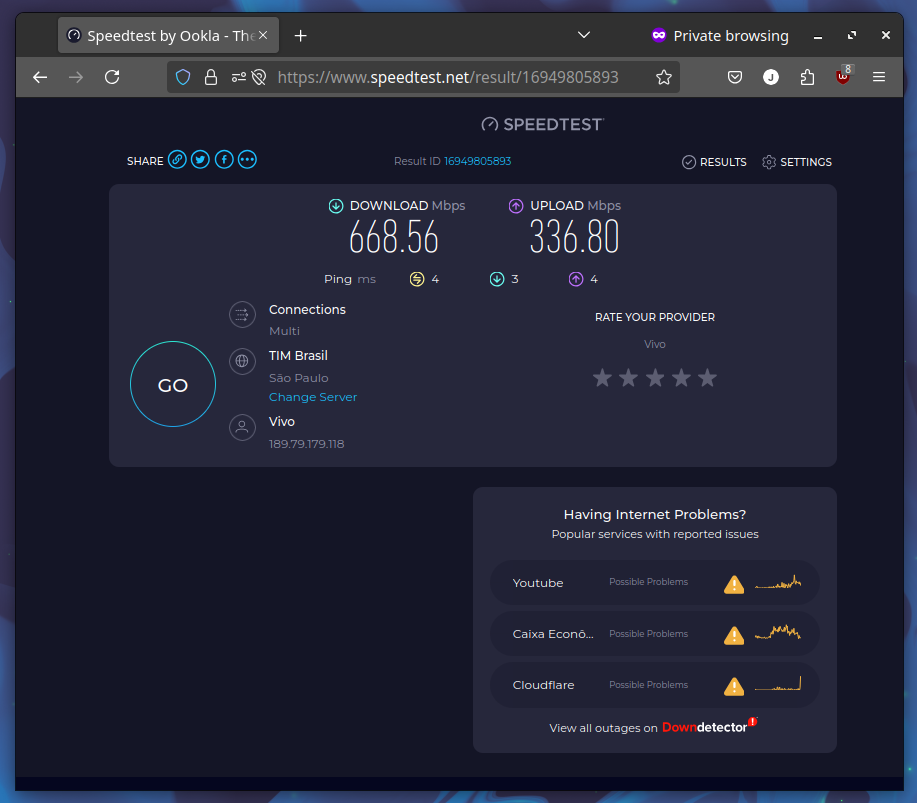 Speedtest by Ookla - The
Private browsing
https://www.speedtest.net/result/16949805893
J
8
SPEEDTEST
SHARE
Result ID 16949805893
RESULTS
SETTINGS
DOWNLOAD Mbps
UPLOAD Mbps
668.56
336.80
Ping ms 4 3 4
Connections
Multi
TIM Brasil
São Paulo
Change Server
Vivo
189.79.179.118
GO
RATE YOUR PROVIDER
Vivo
Having Internet Problems?
Popular services with reported issues
Youtube Possible Problems
Caixa Econô... Possible Problems
Cloudflare Possible Problems
View all outages on Downdetector